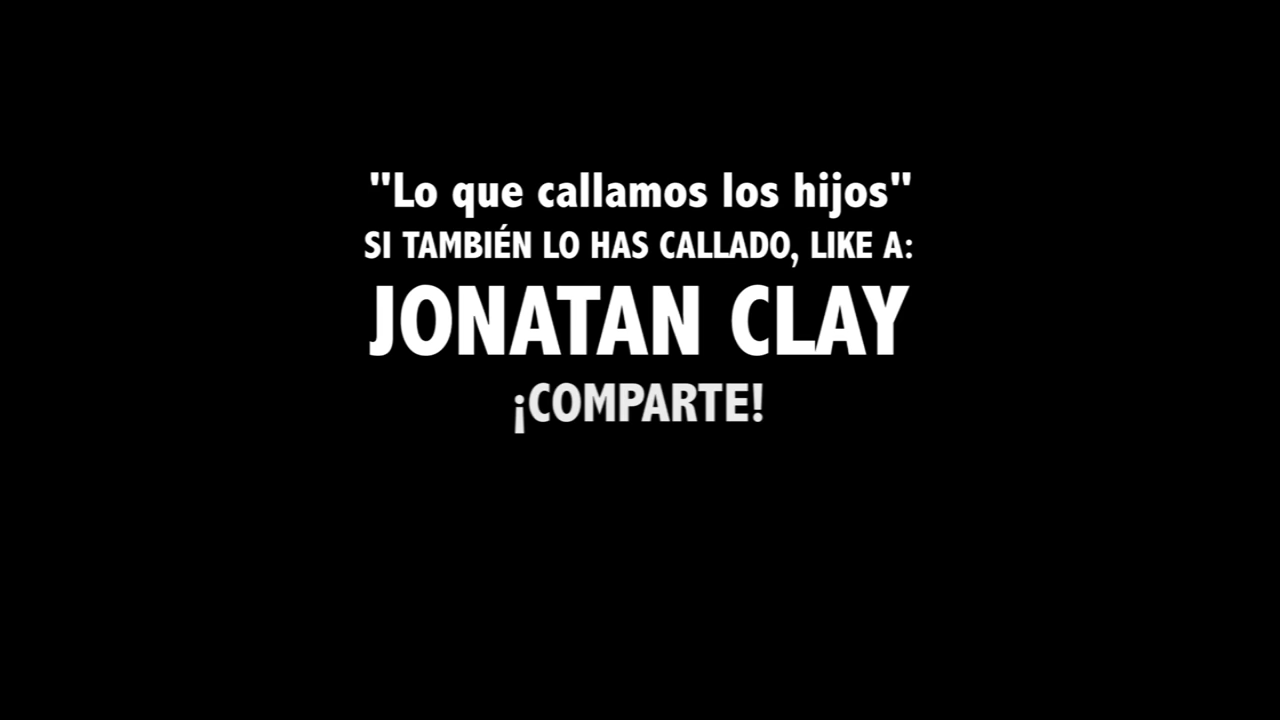 "Lo que callamos los hijos"
SI TAMBIÉN LO HAS CALLADO, LIKE A:
JONATAN CLAY
¡COMPARTE!